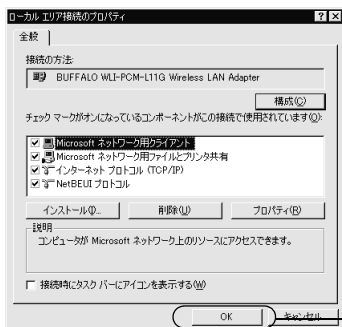 ローカル エリア接続のプロパティ
全般
接続の方法:
BUFFALO WLI-PCM-L11G Wireless LAN Adapter
構成(C)
チェック マークがオンになっているコンポーネントがこの接続で使用されています(O):
Microsoft ネットワーク用クライアント
Microsoft ネットワーク用ファイルとプリンタ共有
インターネット プロトコル (TCP/IP)
NetBEUI プロトコル
インストール(I)...
削除(U)
プロパティ(R)
説明
コンピュータが Microsoft ネットワーク上のリソースにアクセスできます。
接続時にタスク バーにアイコンを表示する(W)
OK
キャンセル